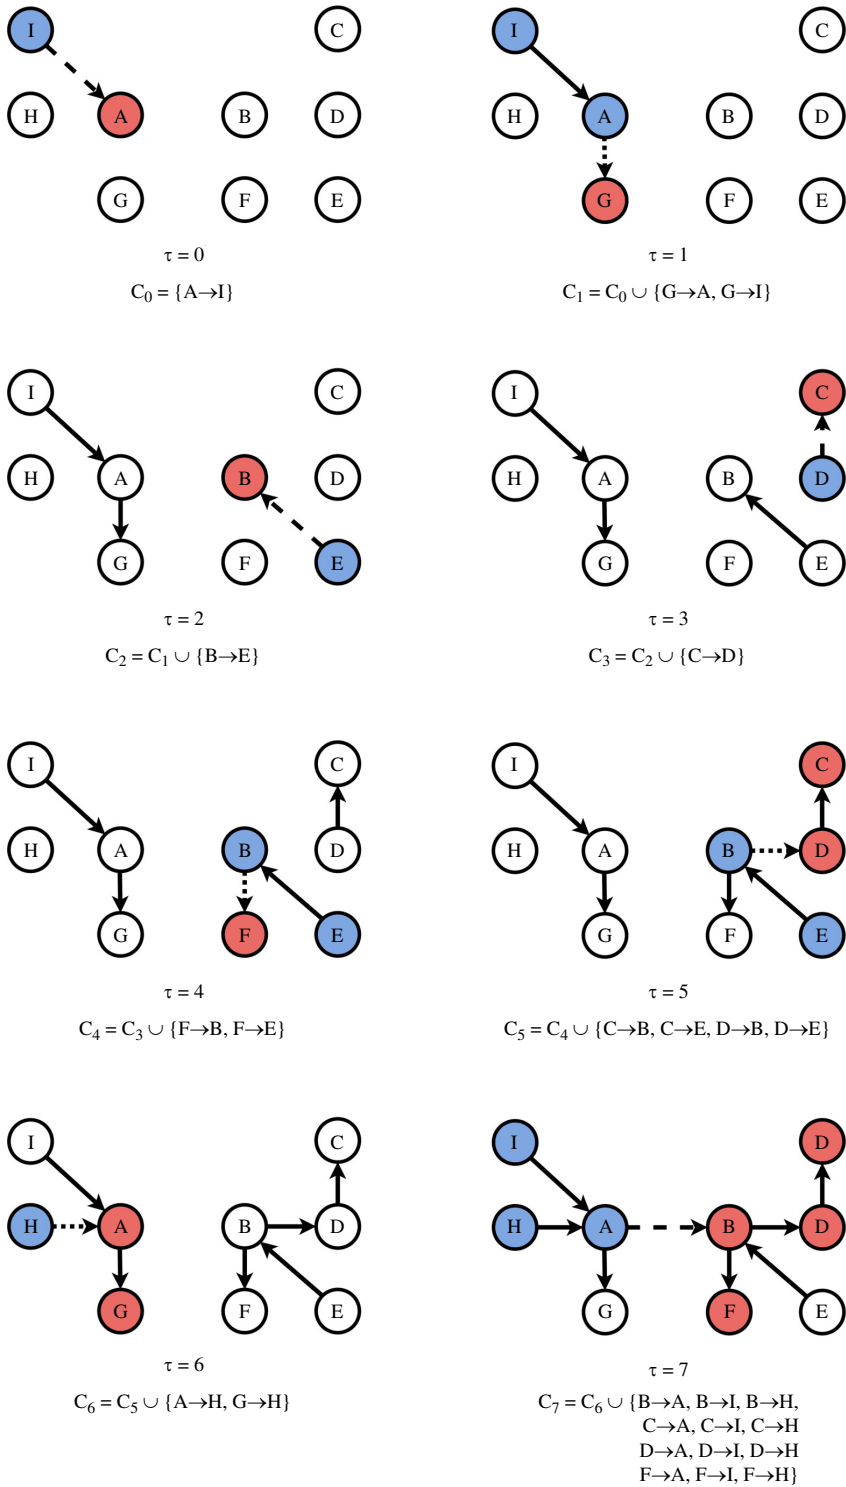 I C
H A B D
G F E
τ = 0
C₀ = {A→I}
I C
H A B D
G F E
τ = 1
C₁ = C₀ ∪ {G→A, G→I}
I C
H A B D
G F E
τ = 2
C₂ = C₁ ∪ {B→E}
I C
H A B D
G F E
τ = 3
C₃ = C₂ ∪ {C→D}
I C
H A B D
G F E
τ = 4
C₄ = C₃ ∪ {F→B, F→E}
I C
H A B D
G F E
τ = 5
C₅ = C₄ ∪ {C→B, C→E, D→B, D→E}
I C
H A B D
G F E
τ = 6
C₆ = C₅ ∪ {A→H, G→H}
I D
H A B D
G F E
τ = 7
C₇ = C₆ ∪ {B→A, B→I, B→H,
C→A, C→I, C→H
D→A, D→I, D→H
F→A, F→I, F→H}